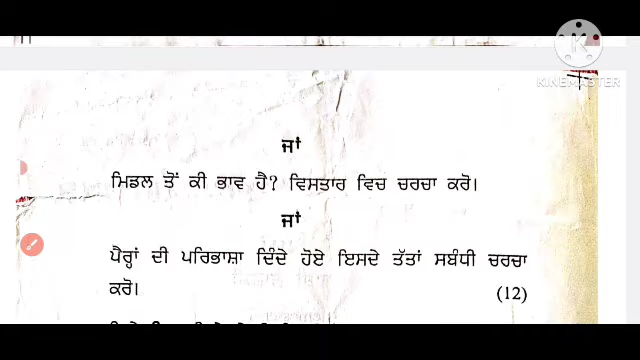 KINEMASTER
ਜਾਂ
ਮਿਡਲ ਤੋਂ ਕੀ ਭਾਵ ਹੈ? ਵਿਸਤਾਰ ਵਿਚ ਚਰਚਾ ਕਰੋ।
ਜਾਂ
ਪੈਰ੍ਹਾਂ ਦੀ ਪਰਿਭਾਸ਼ਾ ਦਿੰਦੇ ਹੋਏ ਇਸਦੇ ਤੱਤਾਂ ਸਬੰਧੀ ਚਰਚਾ
ਕਰੋ। (12)